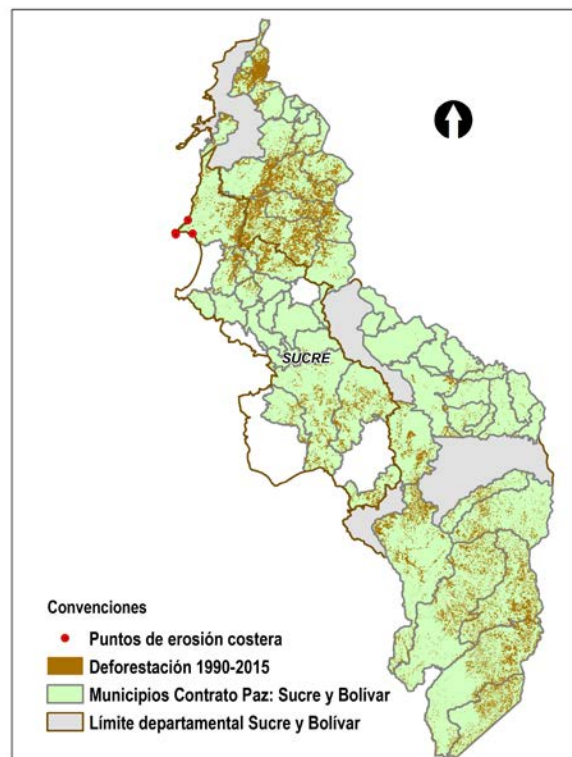 SUCRE
Convenciones
Puntos de erosión costera
Deforestación 1990-2015
Municipios Contrato Paz: Sucre y Bolívar
Límite departamental Sucre y Bolívar